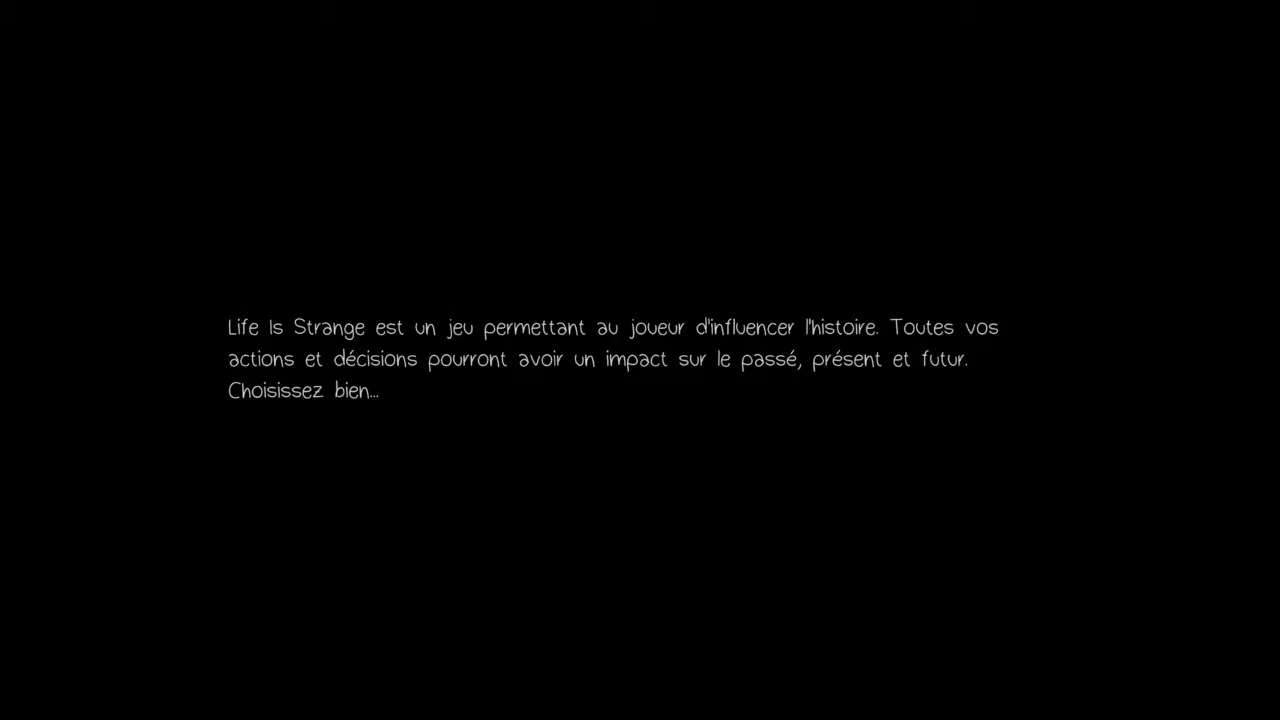 Life Is Strange est un jeu permettant au joueur d'influencer l'histoire. Toutes vos
actions et décisions pourront avoir un impact sur le passé, présent et futur.
Choisissez bien...